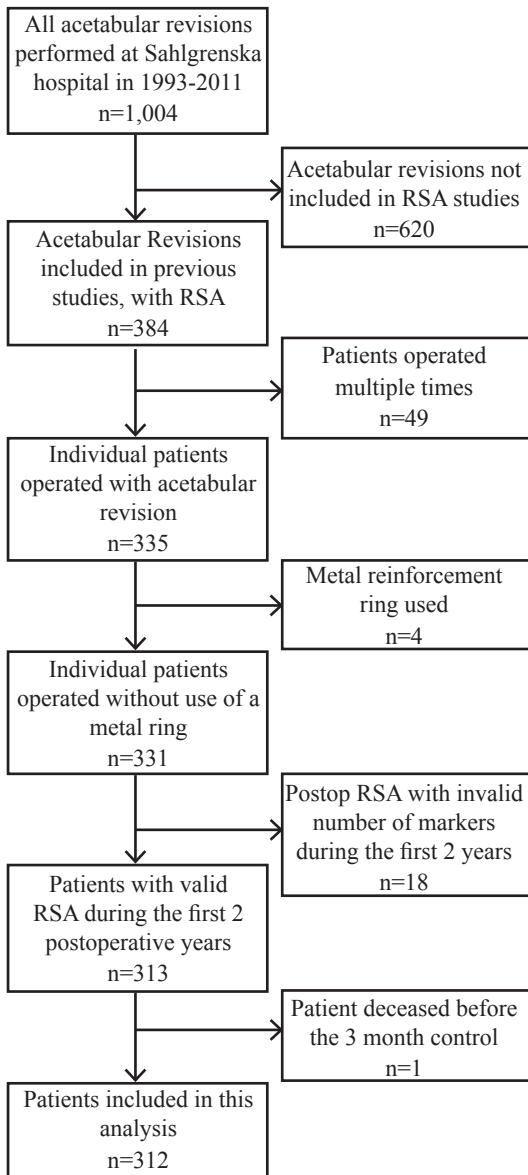 All acetabular revisions
performed at Sahlgrenska
hospital in 1993-2011
n=1,004
Acetabular revisions not
included in RSA studies
n=620
Acetabular Revisions
included in previous
studies, with RSA
n=384
Patients operated
multiple times
n=49
Individual patients
operated with acetabular
revision
n=335
Metal reinforcement
ring used
n=4
Individual patients
operated without use of a
metal ring
n=331
Postop RSA with invalid
number of markers
during the first 2 years
n=18
Patients with valid
RSA during the first 2
postoperative years
n=313
Patient deceased before
the 3 month control
n=1
Patients included in this
analysis
n=312